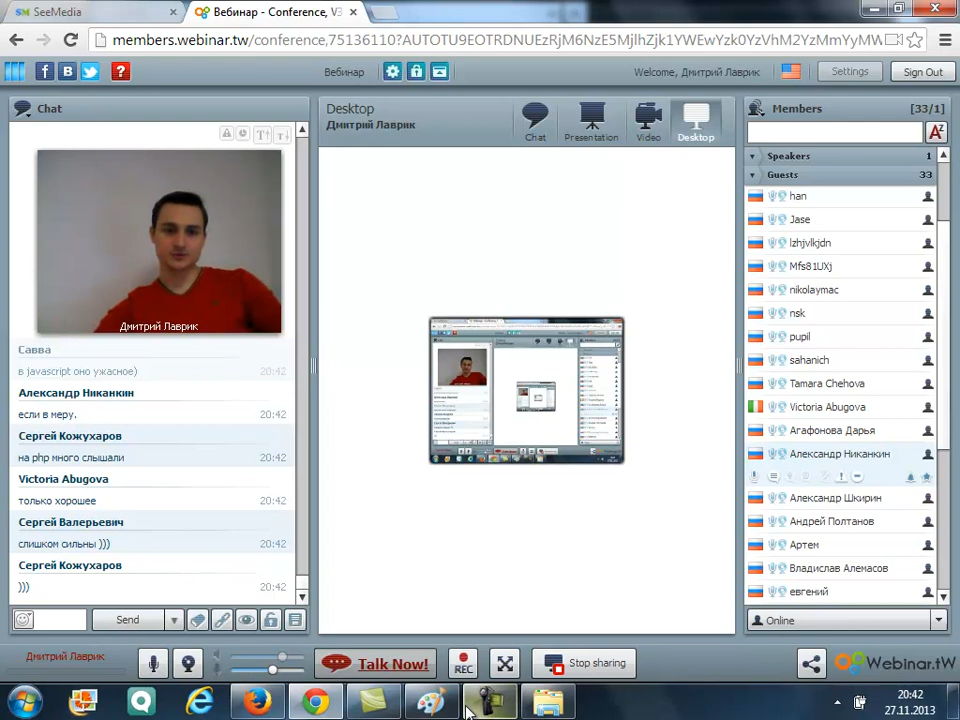 SeeMedia
Вебинар - Conference, V3
members.webinar.tw/conference,75136110?AUTOTU9EOTRDNUEzRjM6NzE5MjlhZjk1YWEwYzk0YzVhM2YzMmYyMW
Вебинар
Welcome, Дмитрий Лаврик
Settings
Sign Out
Chat
Дмитрий Лаврик
Савва
в javascript оно ужасное)
20:42
Александр Никанкин
если в меру.
20:42
Сергей Кожухаров
на php много слышали
20:42
Victoria Abugova
только хорошее
20:42
Сергей Валерьевич
слишком сильны )))
20:42
Сергей Кожухаров
)))
20:42
Send
Desktop
Дмитрий Лаврик
Chat
Presentation
Video
Desktop
Members
[33/1]
Speakers
1
Guests
33
han
Jase
lzhjvlkjdn
Mfs81UXj
nikolaymac
nsk
pupil
sahanich
Tamara Chehova
Victoria Abugova
Агафонова Дарья
Александр Никанкин
Александр Шкирин
Андрей Полтанов
Артем
Владислав Алемасов
евгений
Online
Дмитрий Лаврик
Talk Now!
REC
Stop sharing
Webinar.tW
20:42
27.11.2013